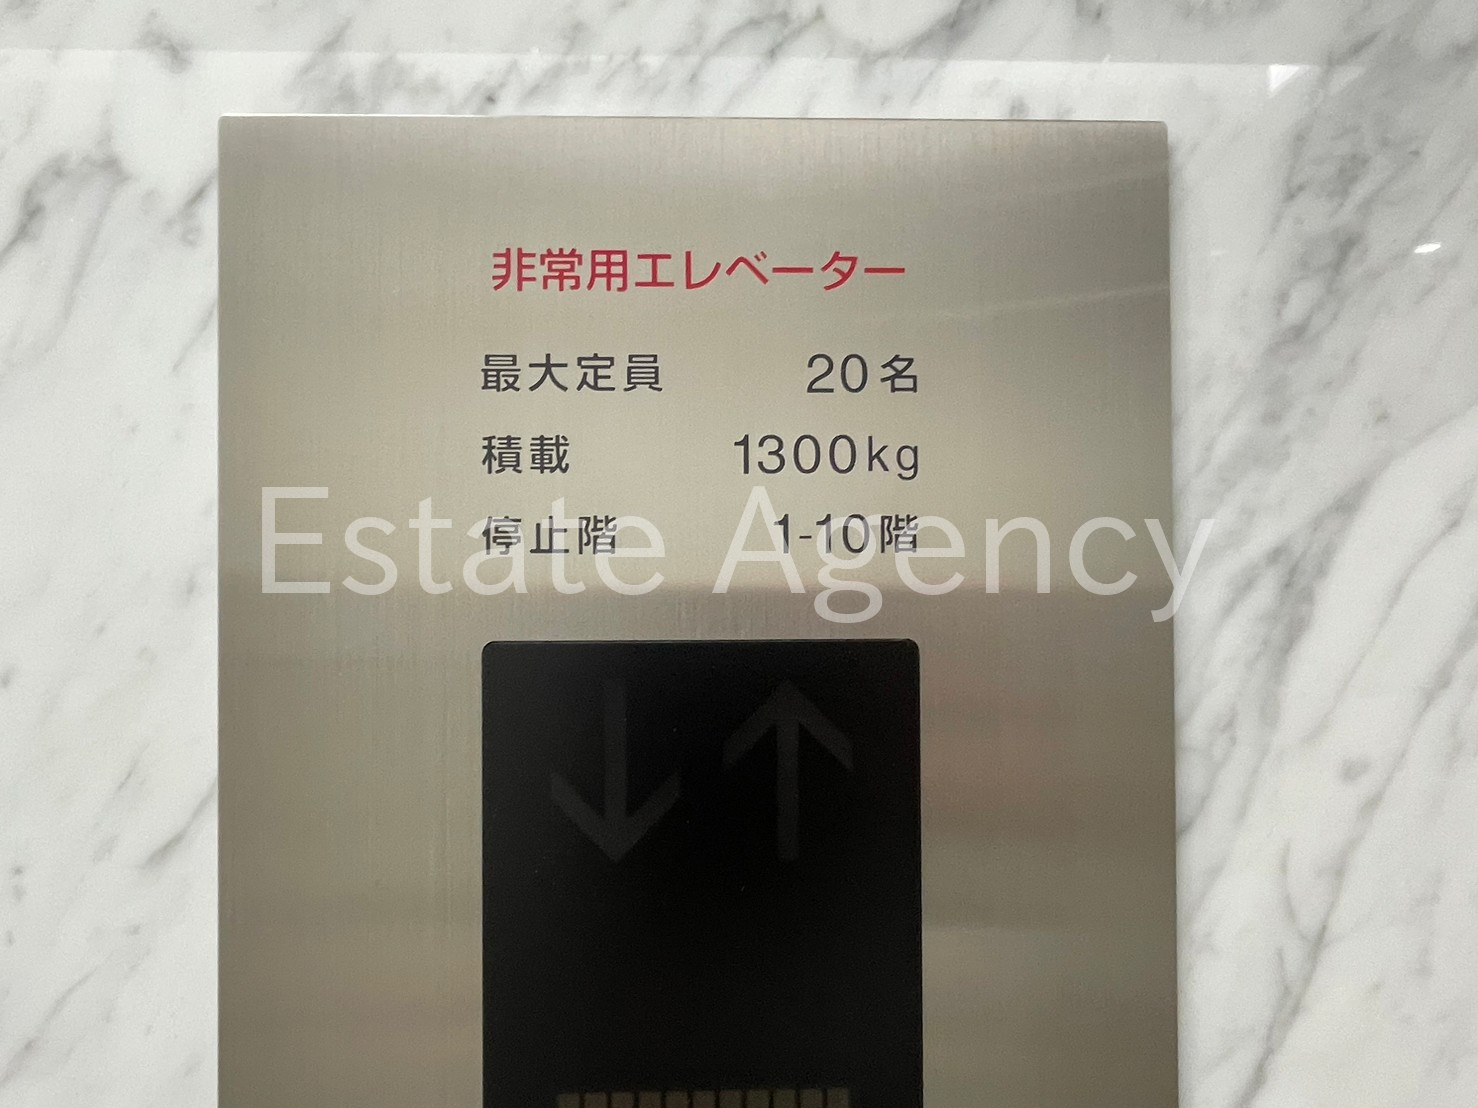 非常用エレベーター
最大定員 20名
積載 1300kg
停止階 1-10階
Estate Agency